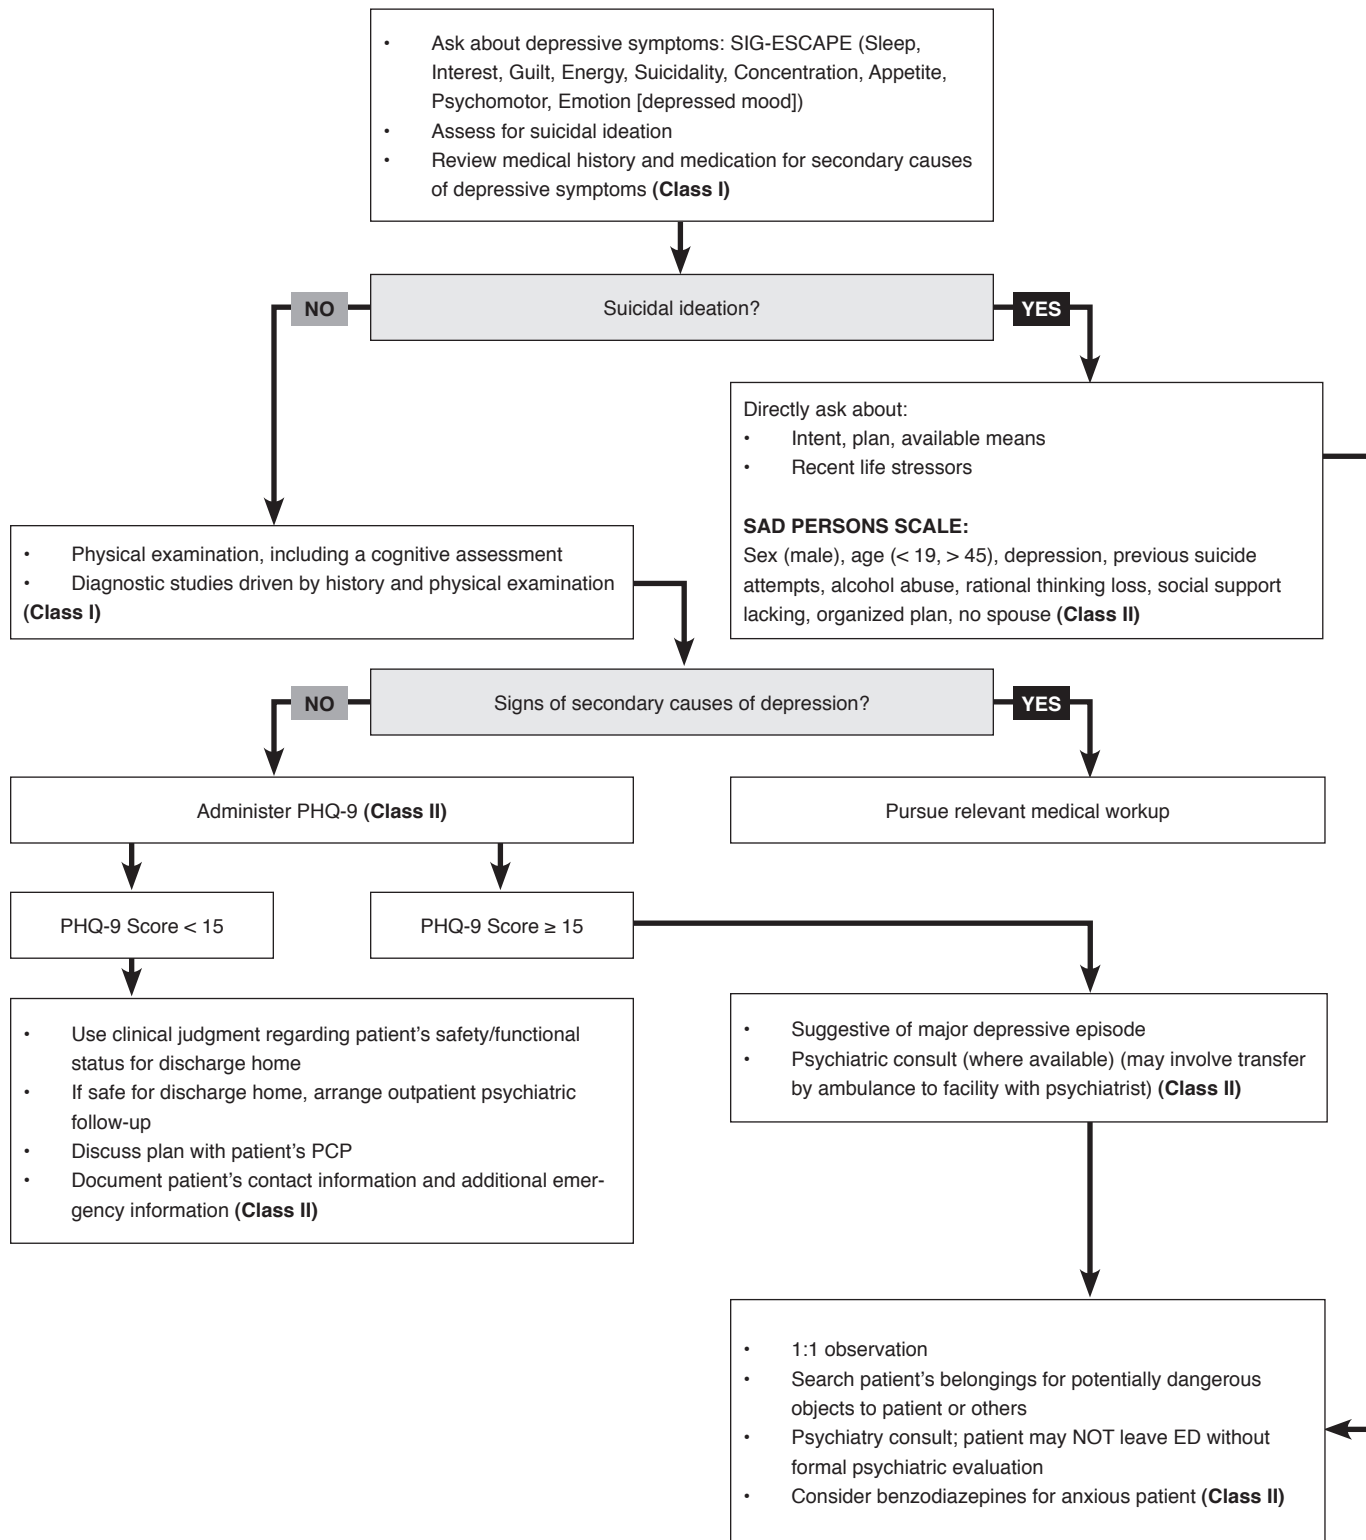 • Ask about depressive symptoms: SIG-ESCAPE (Sleep,
Interest, Guilt, Energy, Suicidality, Concentration, Appetite,
Psychomotor, Emotion [depressed mood])
• Assess for suicidal ideation
• Review medical history and medication for secondary causes
of depressive symptoms (Class I)
NO
Suicidal ideation?
YES
Directly ask about:
• Intent, plan, available means
• Recent life stressors
SAD PERSONS SCALE:
Sex (male), age (< 19, > 45), depression, previous suicide
attempts, alcohol abuse, rational thinking loss, social support
lacking, organized plan, no spouse (Class II)
• Physical examination, including a cognitive assessment
• Diagnostic studies driven by history and physical examination
(Class I)
NO
Signs of secondary causes of depression?
YES
Administer PHQ-9 (Class II)
Pursue relevant medical workup
PHQ-9 Score < 15
PHQ-9 Score ≥ 15
• Use clinical judgment regarding patient’s safety/functional
status for discharge home
• If safe for discharge home, arrange outpatient psychiatric
follow-up
• Discuss plan with patient’s PCP
• Document patient’s contact information and additional emer-
gency information (Class II)
• Suggestive of major depressive episode
• Psychiatric consult (where available) (may involve transfer
by ambulance to facility with psychiatrist) (Class II)
• 1:1 observation
• Search patient’s belongings for potentially dangerous
objects to patient or others
• Psychiatry consult; patient may NOT leave ED without
formal psychiatric evaluation
• Consider benzodiazepines for anxious patient (Class II)